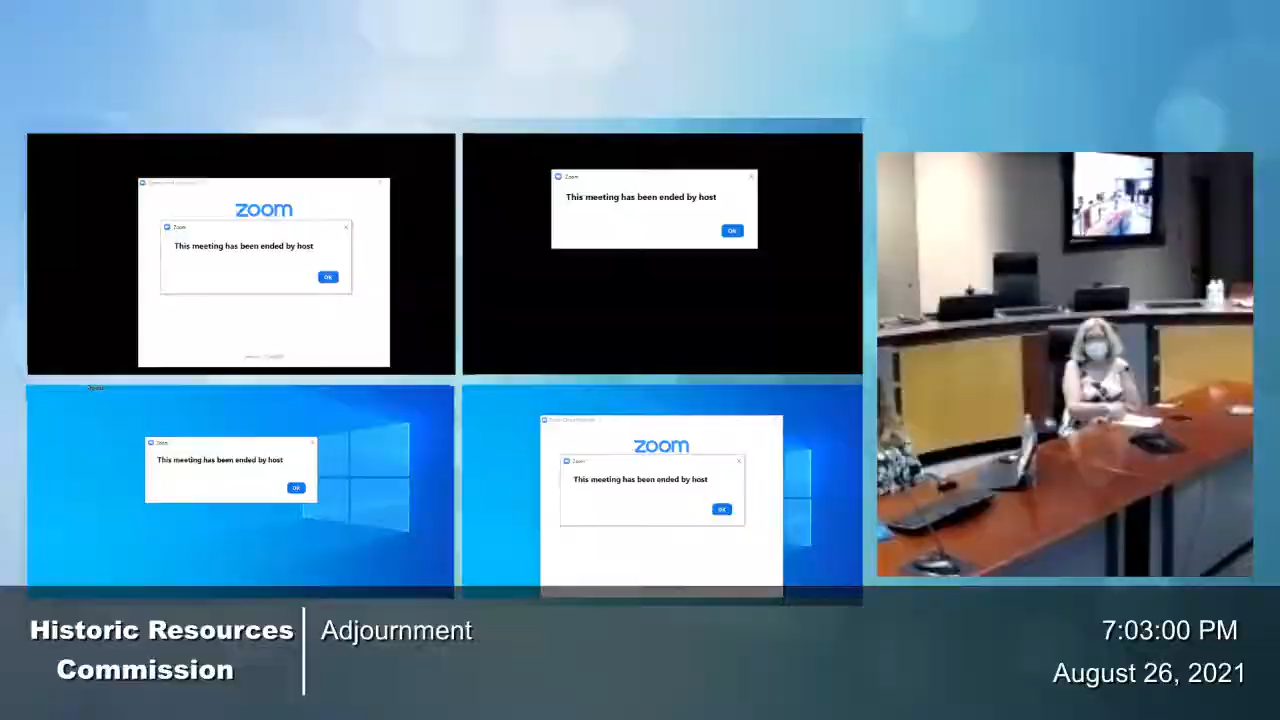 zoom
Zoom
This meeting has been ended by host
OK
Zoom
This meeting has been ended by host
OK
Zoom
This meeting has been ended by host
OK
zoom
Zoom
This meeting has been ended by host
OK
Historic Resources
Commission
Adjournment
7:03:00 PM
August 26, 2021